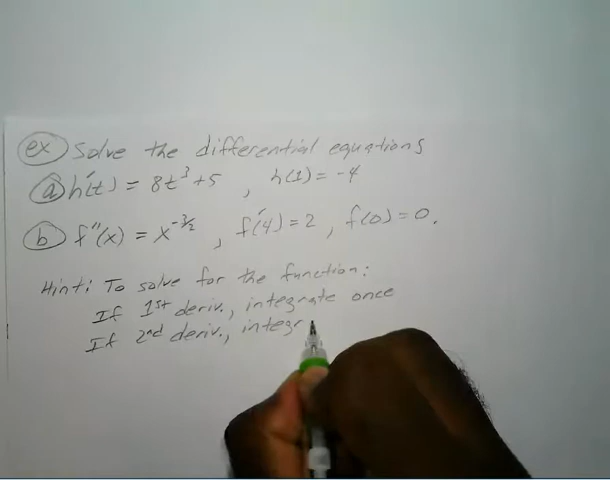 ex Solve the differential equations
a h'(t) = 8t³+5 , h(1) = -4
b f"(x) = x^(-3/2) , f'(4) = 2 , f(0) = 0.
Hint: To solve for the function:
If 1st deriv., integrate once
If 2nd deriv., integr